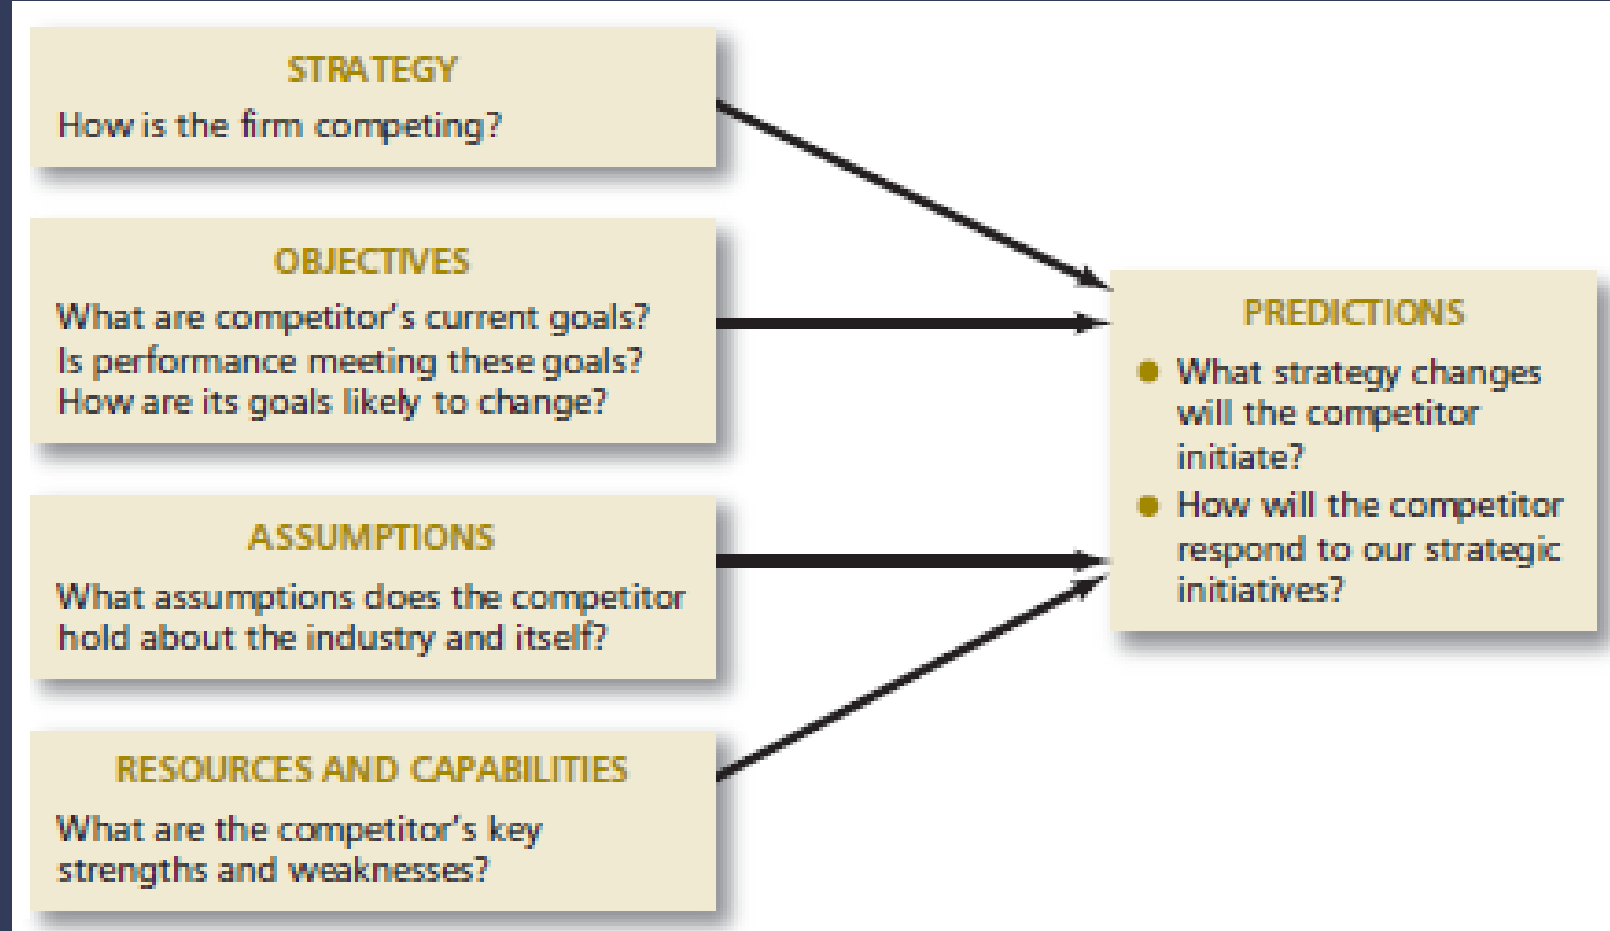 STRATEGY
How is the firm competing?
OBJECTIVES
What are competitor's current goals?
Is performance meeting these goals?
How are its goals likely to change?
ASSUMPTIONS
What assumptions does the competitor
hold about the industry and itself?
RESOURCES AND CAPABILITIES
What are the competitor's key
strengths and weaknesses?
PREDICTIONS
● What strategy changes
will the competitor
initiate?
● How will the competitor
respond to our strategic
initiatives?